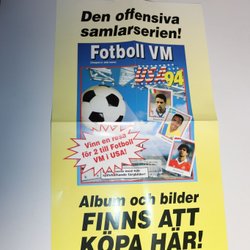 Den offensiva
samlarserien!
Fotboll VM
USA 94
Vinn en resa
för 2 till Fotboll
VM i USA!
Album och bilder
FINNS ATT
KÖPA HÄR!